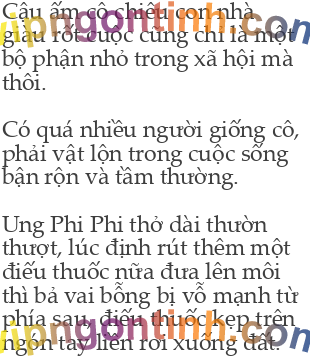 Cậu ấm cô chiêu con nhà
giàu rốt cuộc cũng chỉ là một
bộ phận nhỏ trong xã hội mà
thôi.
Có quá nhiều người giống cô,
phải vật lộn trong cuộc sống
bận rộn và tầm thường.
Ung Phi Phi thở dài thườn
thượt, lúc định rút thêm một
điếu thuốc nữa đưa lên môi
thì bả vai bỗng bị vỗ mạnh từ
phía sau, điếu thuốc kẹp trên
ngón tay liền rơi xuống đất.